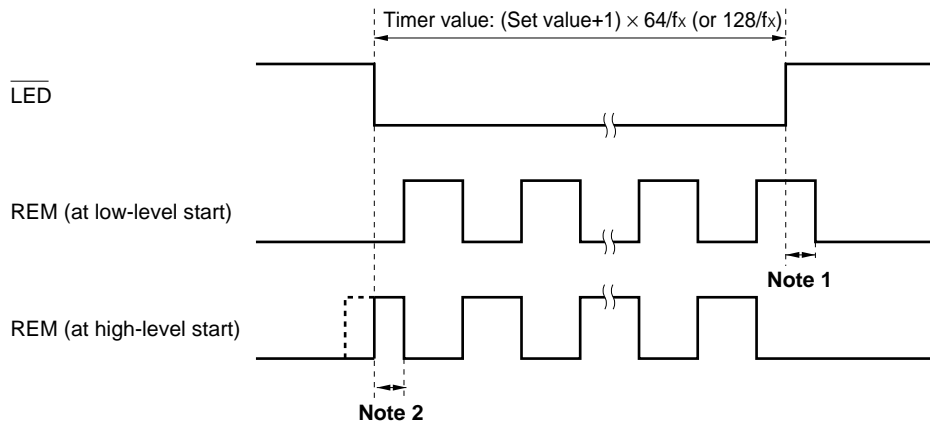 Timer value: (Set value+1) × 64/fx (or 128/fx)
LED
REM (at low-level start)
Note 1
REM (at high-level start)
Note 2